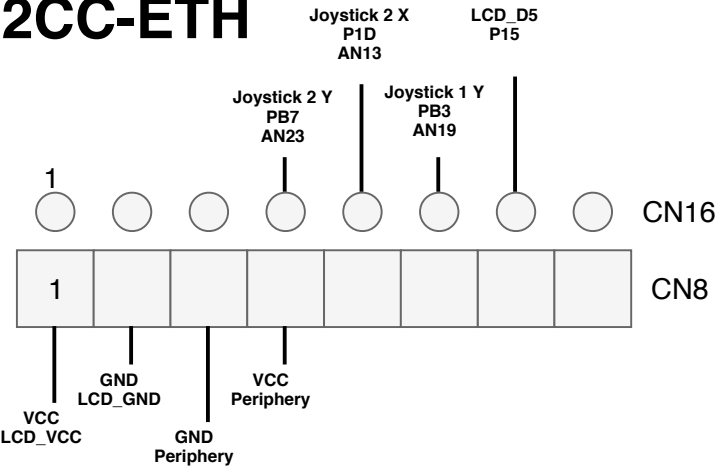 2CC-ETH
Joystick 2 X
P1D
AN13
LCD_D5
P15
Joystick 2 Y
PB7
AN23
Joystick 1 Y
PB3
AN19
1
CN16
1
CN8
GND
LCD_GND
VCC
Periphery
VCC
LCD_VCC
GND
Periphery